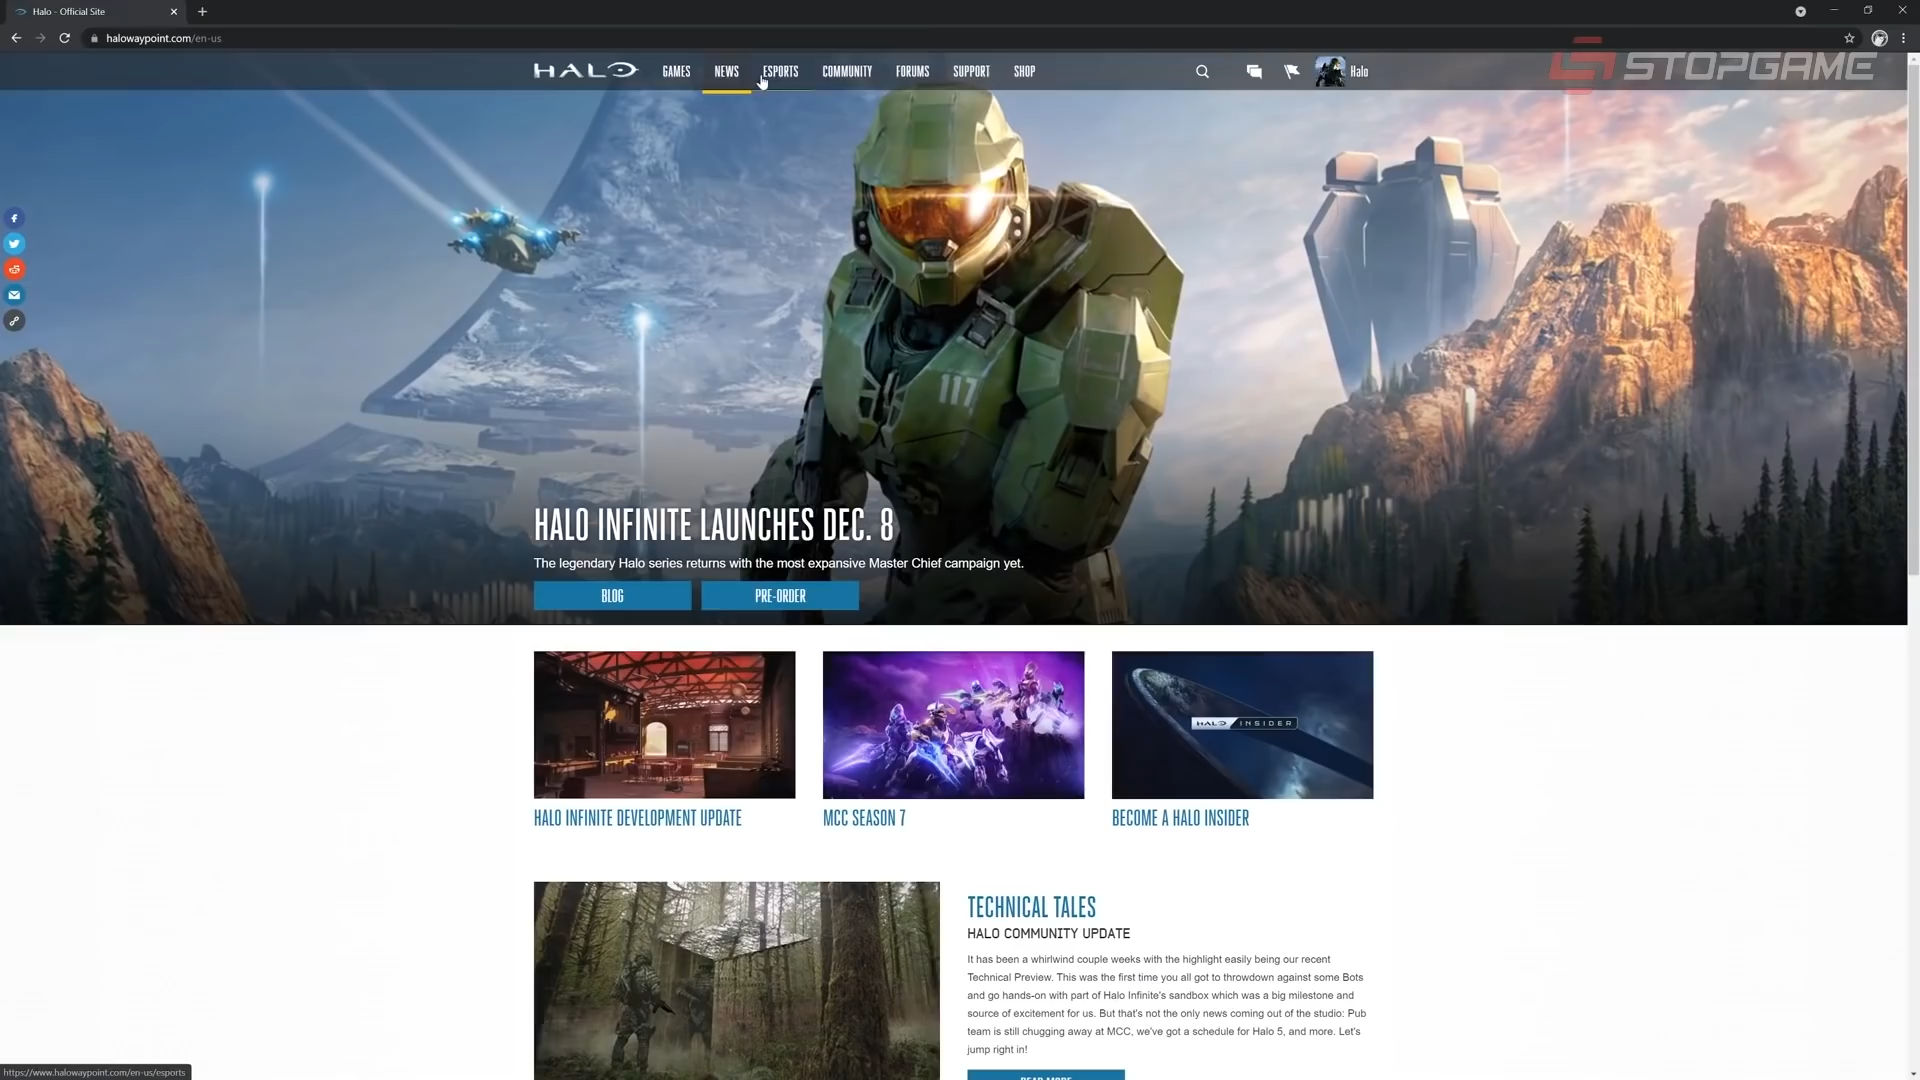 Halo - Official Site
halowaypoint.com/en-us
HALO GAMES NEWS ESPORTS COMMUNITY FORUMS SUPPORT SHOP Halo
STOPGAME
117
HALO INFINITE LAUNCHES DEC. 8
The legendary Halo series returns with the most expansive Master Chief campaign yet.
BLOG PRE-ORDER
HALO INSIDER
HALO INFINITE DEVELOPMENT UPDATE
MCC SEASON 7
BECOME A HALO INSIDER
TECHNICAL TALES
HALO COMMUNITY UPDATE
It has been a whirlwind couple weeks with the highlight easily being our recent
Technical Preview. This was the first time you all got to throwdown against some Bots
and go hands-on with part of Halo Infinite's sandbox which was a big milestone and
source of excitement for us. But that's not the only news coming out of the studio: Pub
team is still chugging away at MCC, we've got a schedule for Halo 5, and more. Let's
jump right in!
READ MORE
https://www.halowaypoint.com/en-us/esports